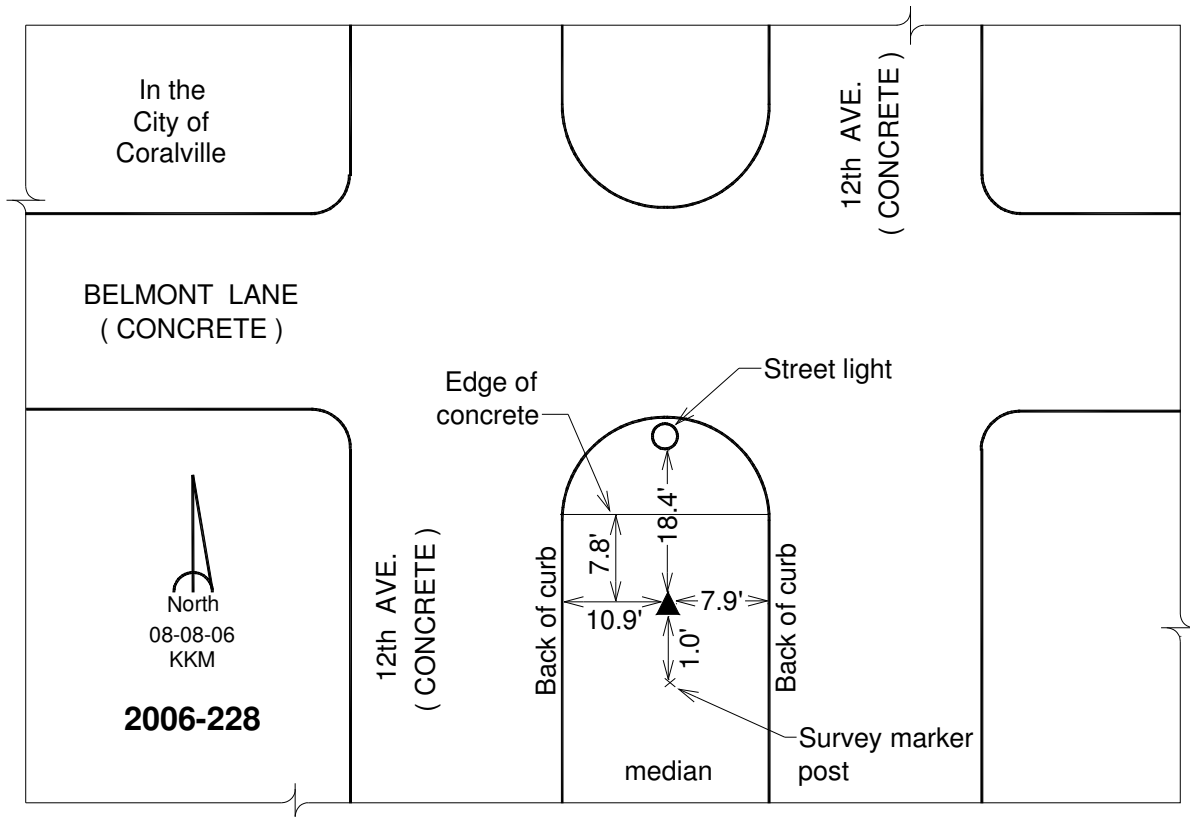 In the
City of
Coralville
12th AVE.
( CONCRETE )
BELMONT LANE
( CONCRETE )
Edge of
concrete
Street light
18.4'
7.8'
10.9'
7.9'
1.0'
Back of curb
Back of curb
12th AVE.
( CONCRETE )
North
08-08-06
KKM
2006-228
Survey marker
post
median